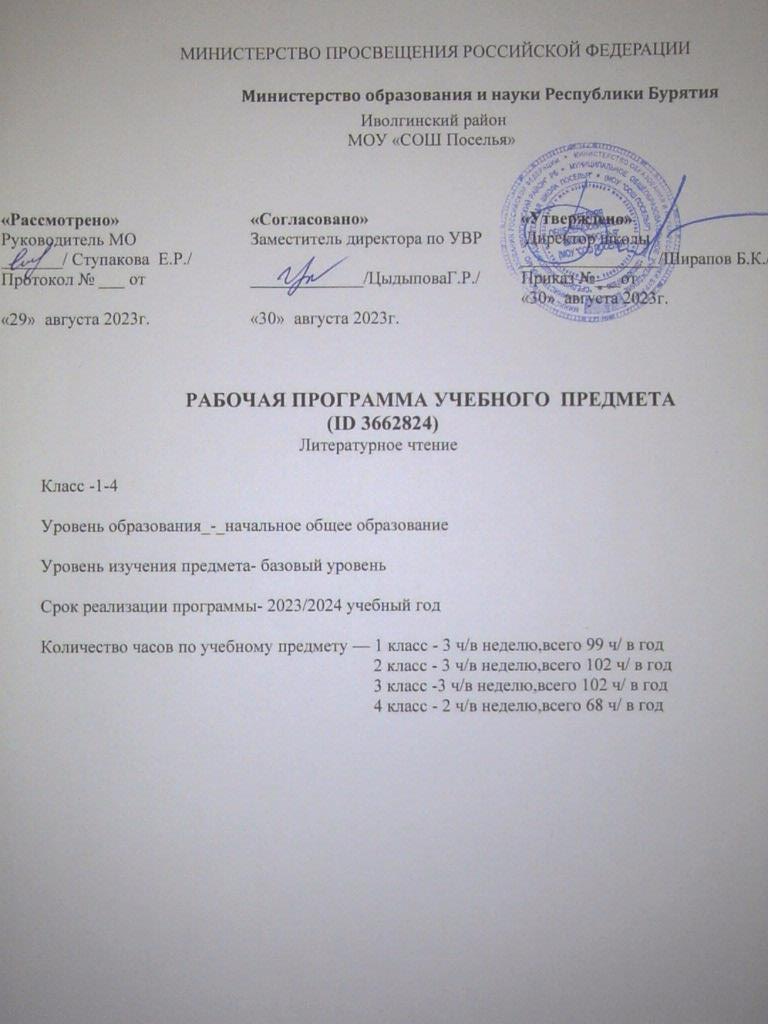 МИНИСТЕРСТВО ПРОСВЕЩЕНИЯ РОССИЙСКОЙ ФЕДЕРАЦИИ
Министерство образования и науки Республики Бурятия
Иволгинский район
МОУ «СОШ Поселья»
«Рассмотрено»
Руководитель МО
______/ Ступакова Е.Р./
Протокол № ___ от
«29» августа 2023г.
«Согласовано»
Заместитель директора по УВР
_____________/ЦыдыповаГ.Р./
«30» августа 2023г.
«Утверждено»
Директор школы
/Ширапов Б.К./
Приказ № от
«30» августа 2023г.
РАБОЧАЯ ПРОГРАММА УЧЕБНОГО ПРЕДМЕТА
(ID 3662824)
Литературное чтение
Класс -1-4
Уровень образования_-_начальное общее образование
Уровень изучения предмета- базовый уровень
Срок реализации программы- 2023/2024 учебный год
Количество часов по учебному предмету — 1 класс - 3 ч/в неделю,всего 99 ч/ в год
2 класс - 3 ч/в неделю,всего 102 ч/ в год
3 класс -3 ч/в неделю,всего 102 ч/ в год
4 класс - 2 ч/в неделю,всего 68 ч/ в год